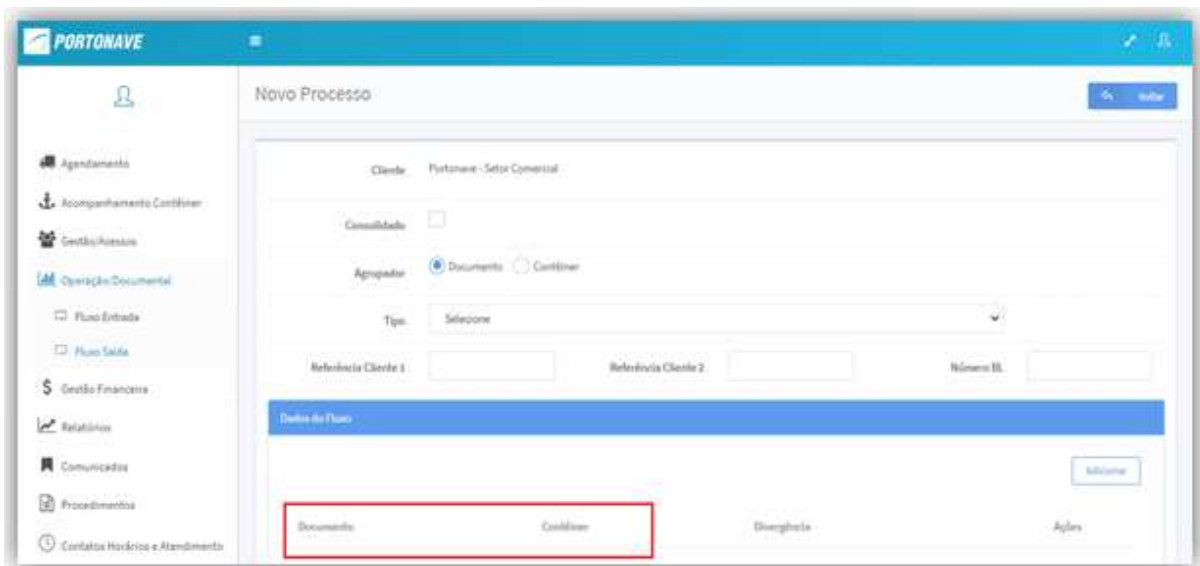 PORTONAVE
Novo Processo
Voltar
Agendamento
Acompanhamento Contêiner
Gestão/Acessos
Operação/Documental
Fluxo Entrada
Fluxo Saída
Gestão Financeira
Relatórios
Comunicados
Procedimentos
Contatos Horários e Atendimento
Cliente Portonave - Setor Comercial
Consolidado
Agrupador Documento Contêiner
Tipo Selecione
Referência Cliente 1 Referência Cliente 2 Número BL
Dados do Fluxo
Adicionar
Documento Contêiner Divergência Ações